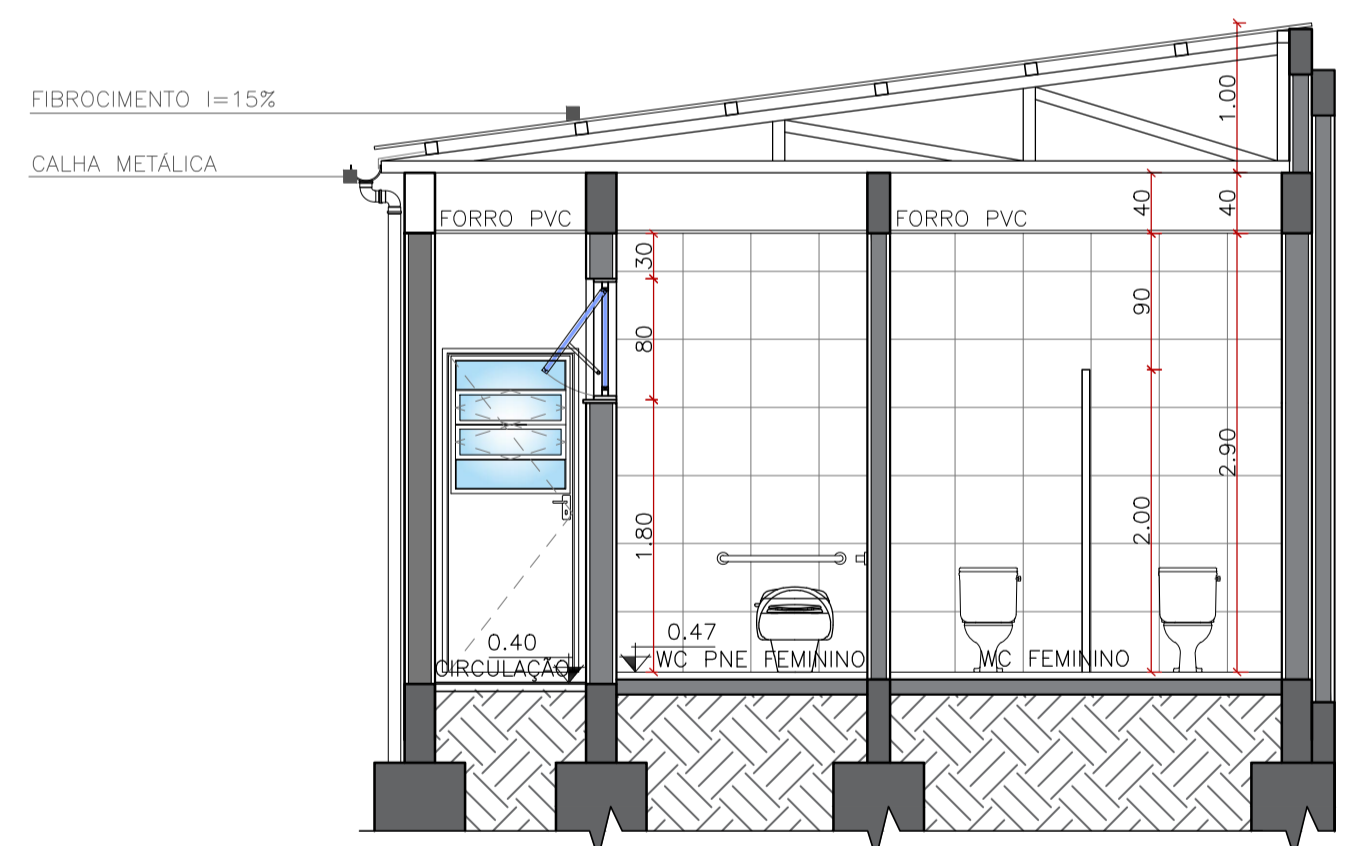 FIBROCIMENTO I=15%
CALHA METÁLICA
1.00
40
40
FORRO PVC
FORRO PVC
30
80
90
2.90
1.80
2.00
0.40
0.47
CIRCULAÇÃO
WC PNE FEMININO
WC FEMININO